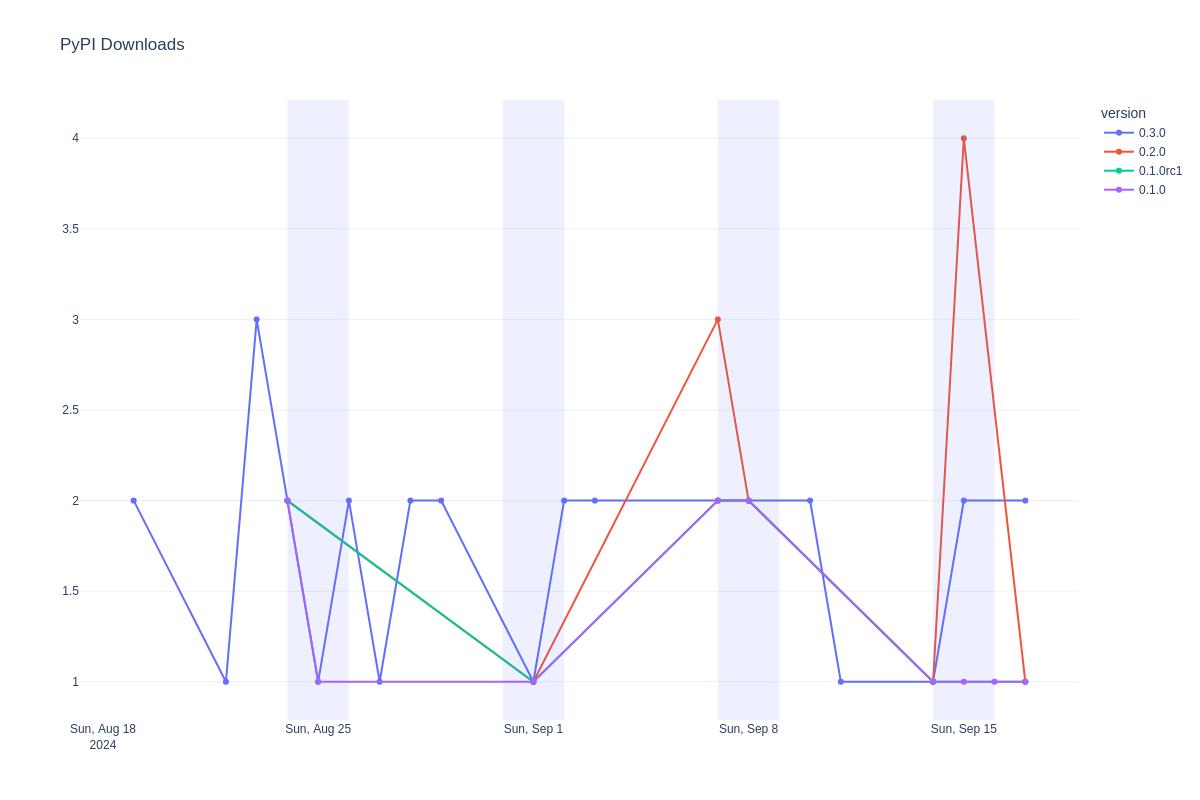 PyPI Downloads
4
3.5
3
2.5
2
1.5
1
Sun, Aug 18
2024
Sun, Aug 25
Sun, Sep 1
Sun, Sep 8
Sun, Sep 15
version
0.3.0
0.2.0
0.1.0rc1
0.1.0